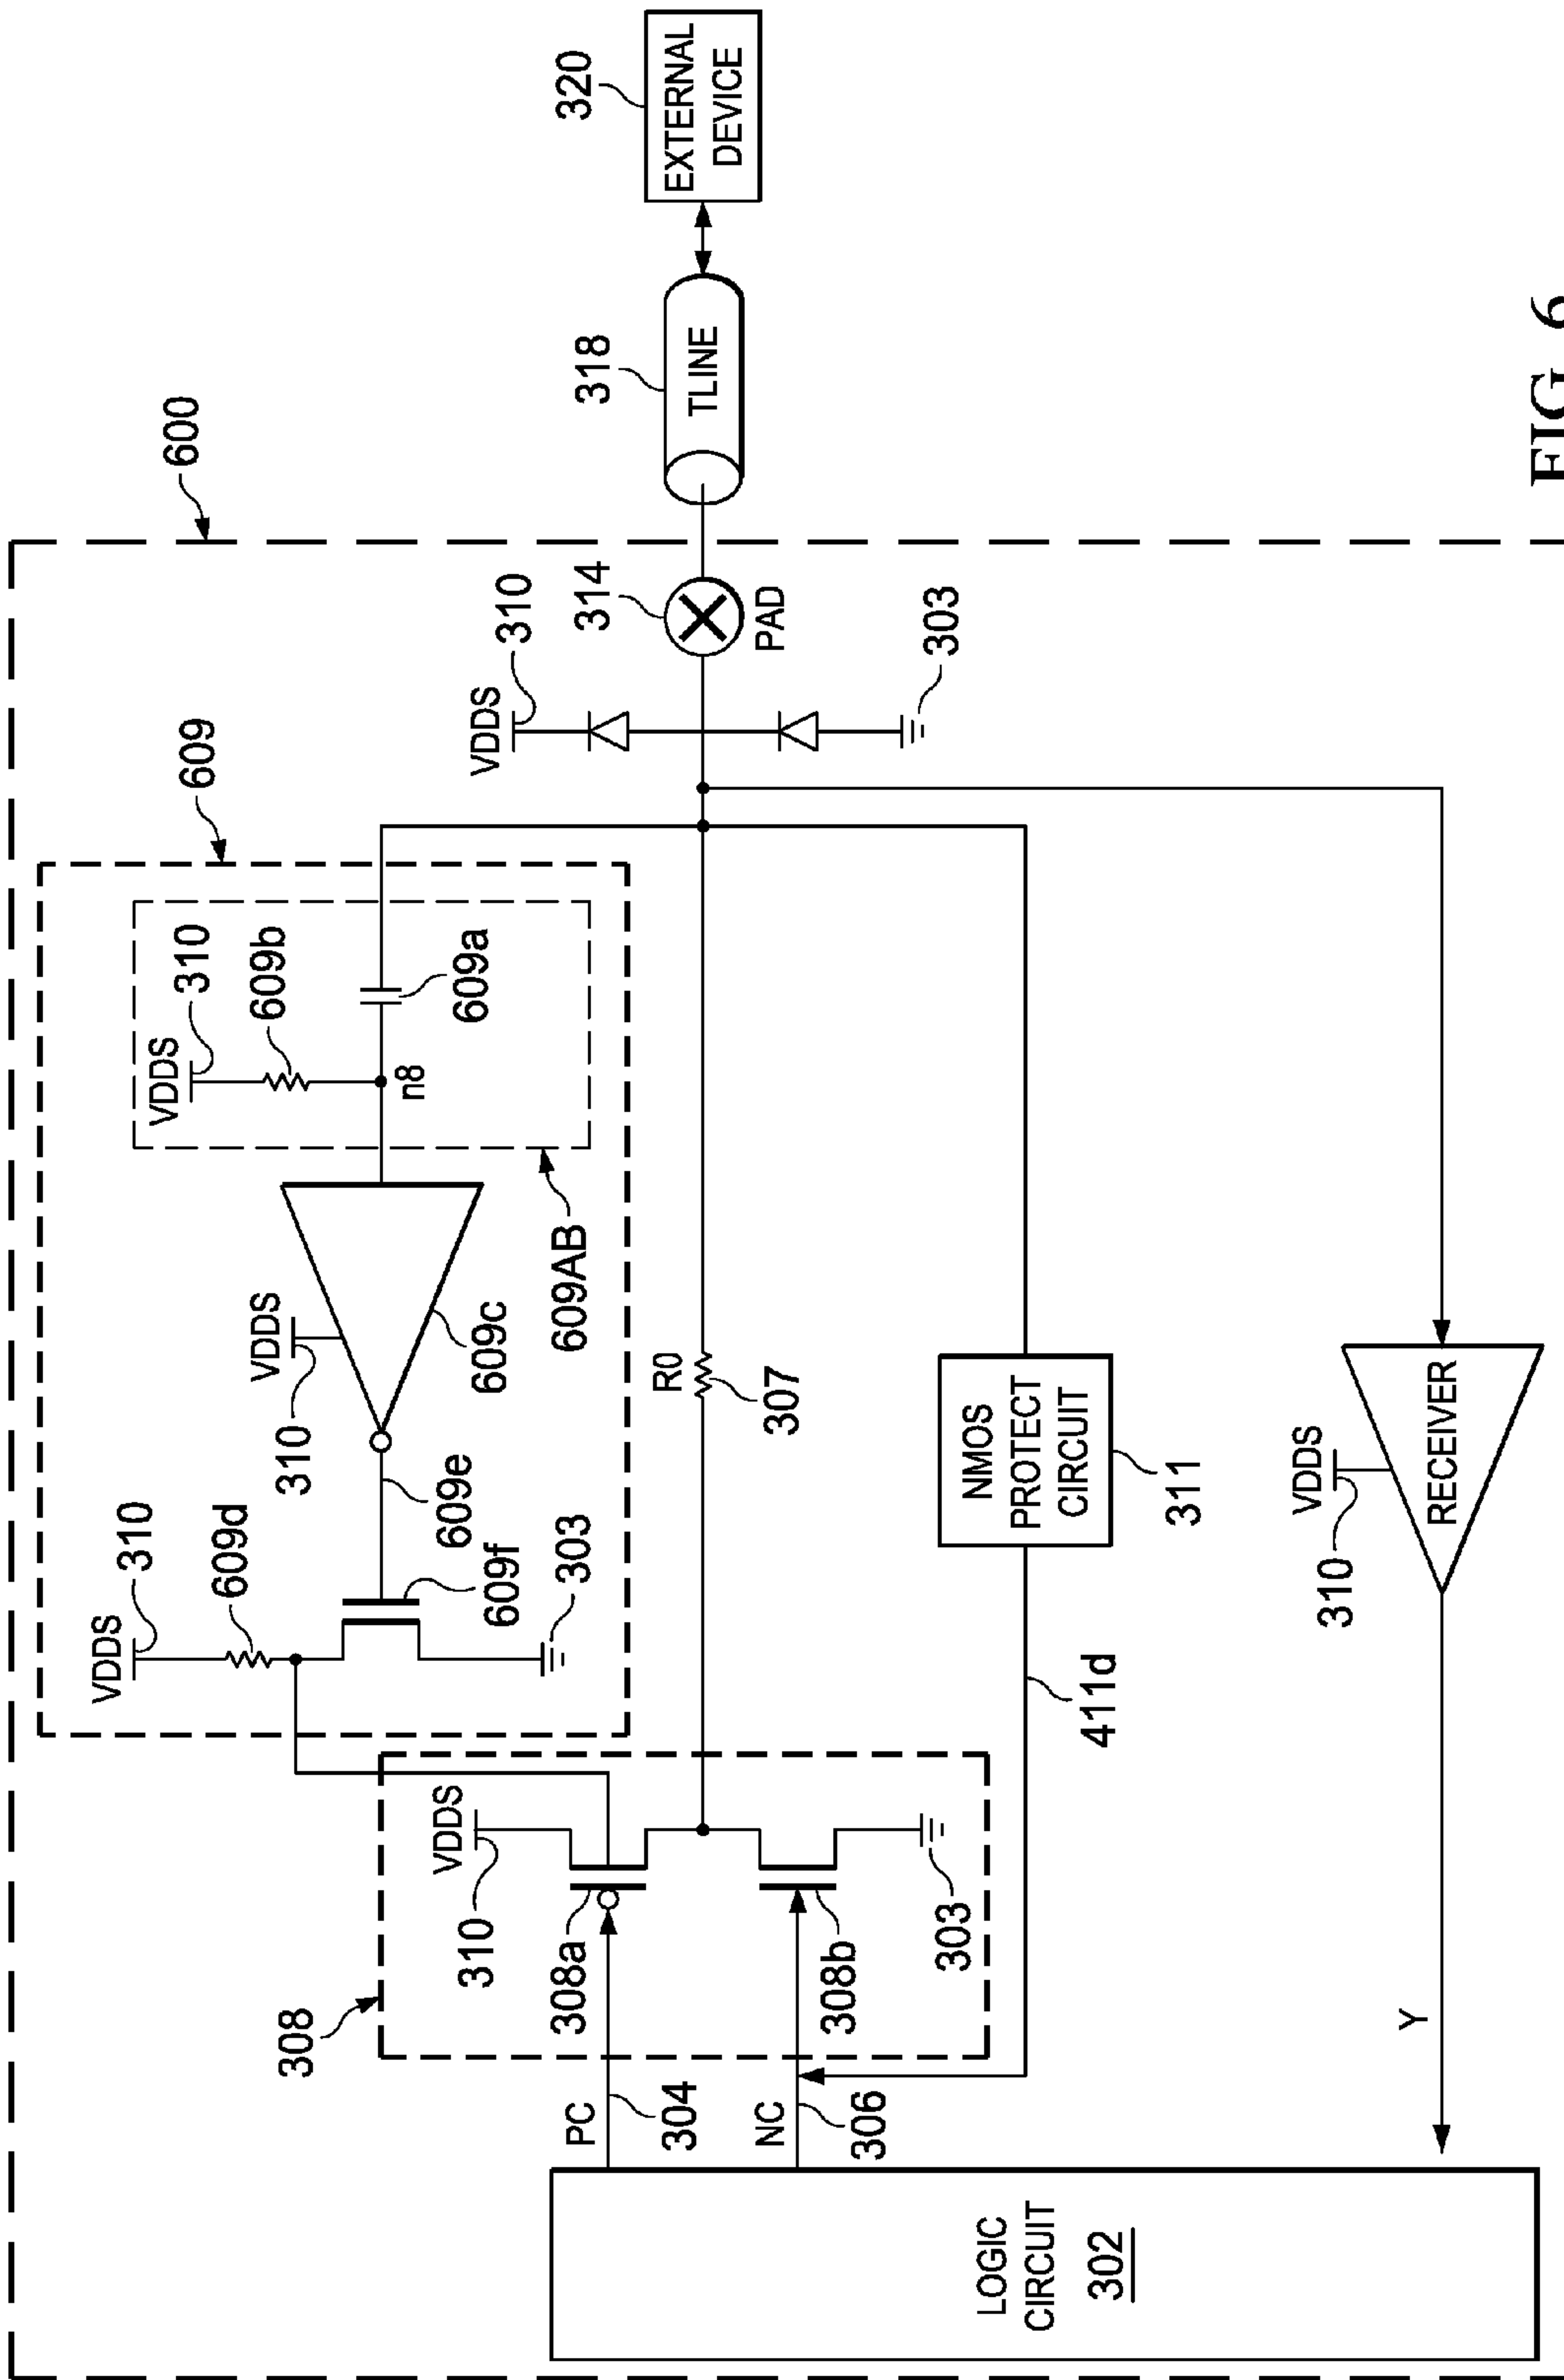 600
609
VDDS
310
609d
609e
609f
303
VDDS
310
609c
609AB
VDDS
310
609b
n8
609a
308
VDDS
310
308a
308b
303
PC
304
NC
306
R0
307
VDDS
310
314
PAD
303
318
TLINE
320
EXTERNAL
DEVICE
NMOS
PROTECT
CIRCUIT
311
411d
LOGIC
CIRCUIT
302
VDDS
310
RECEIVER
Y
FIG. 6